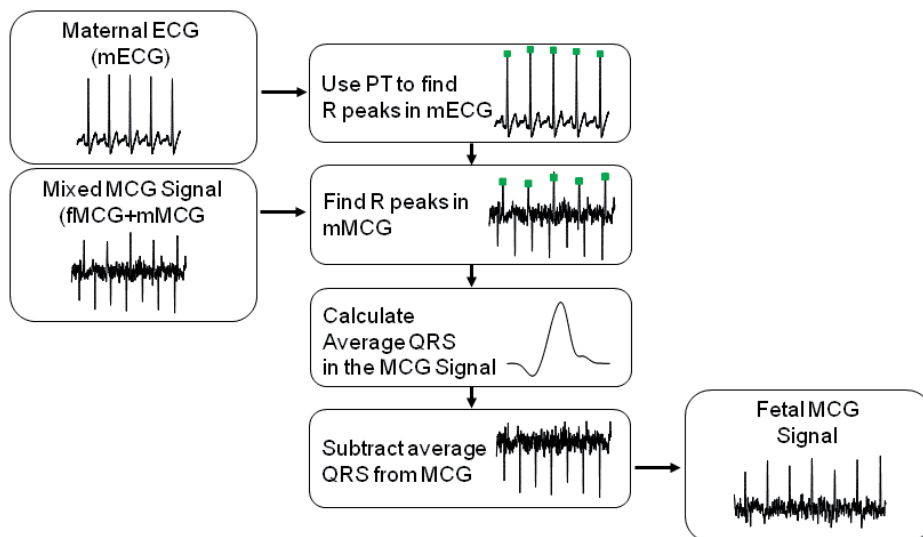 Maternal ECG
(mECG)
Use PT to find
R peaks in mECG
Mixed MCG Signal
(fMCG+mMCG
Find R peaks in
mMCG
Calculate
Average QRS
in the MCG Signal
Subtract average
QRS from MCG
Fetal MCG
Signal